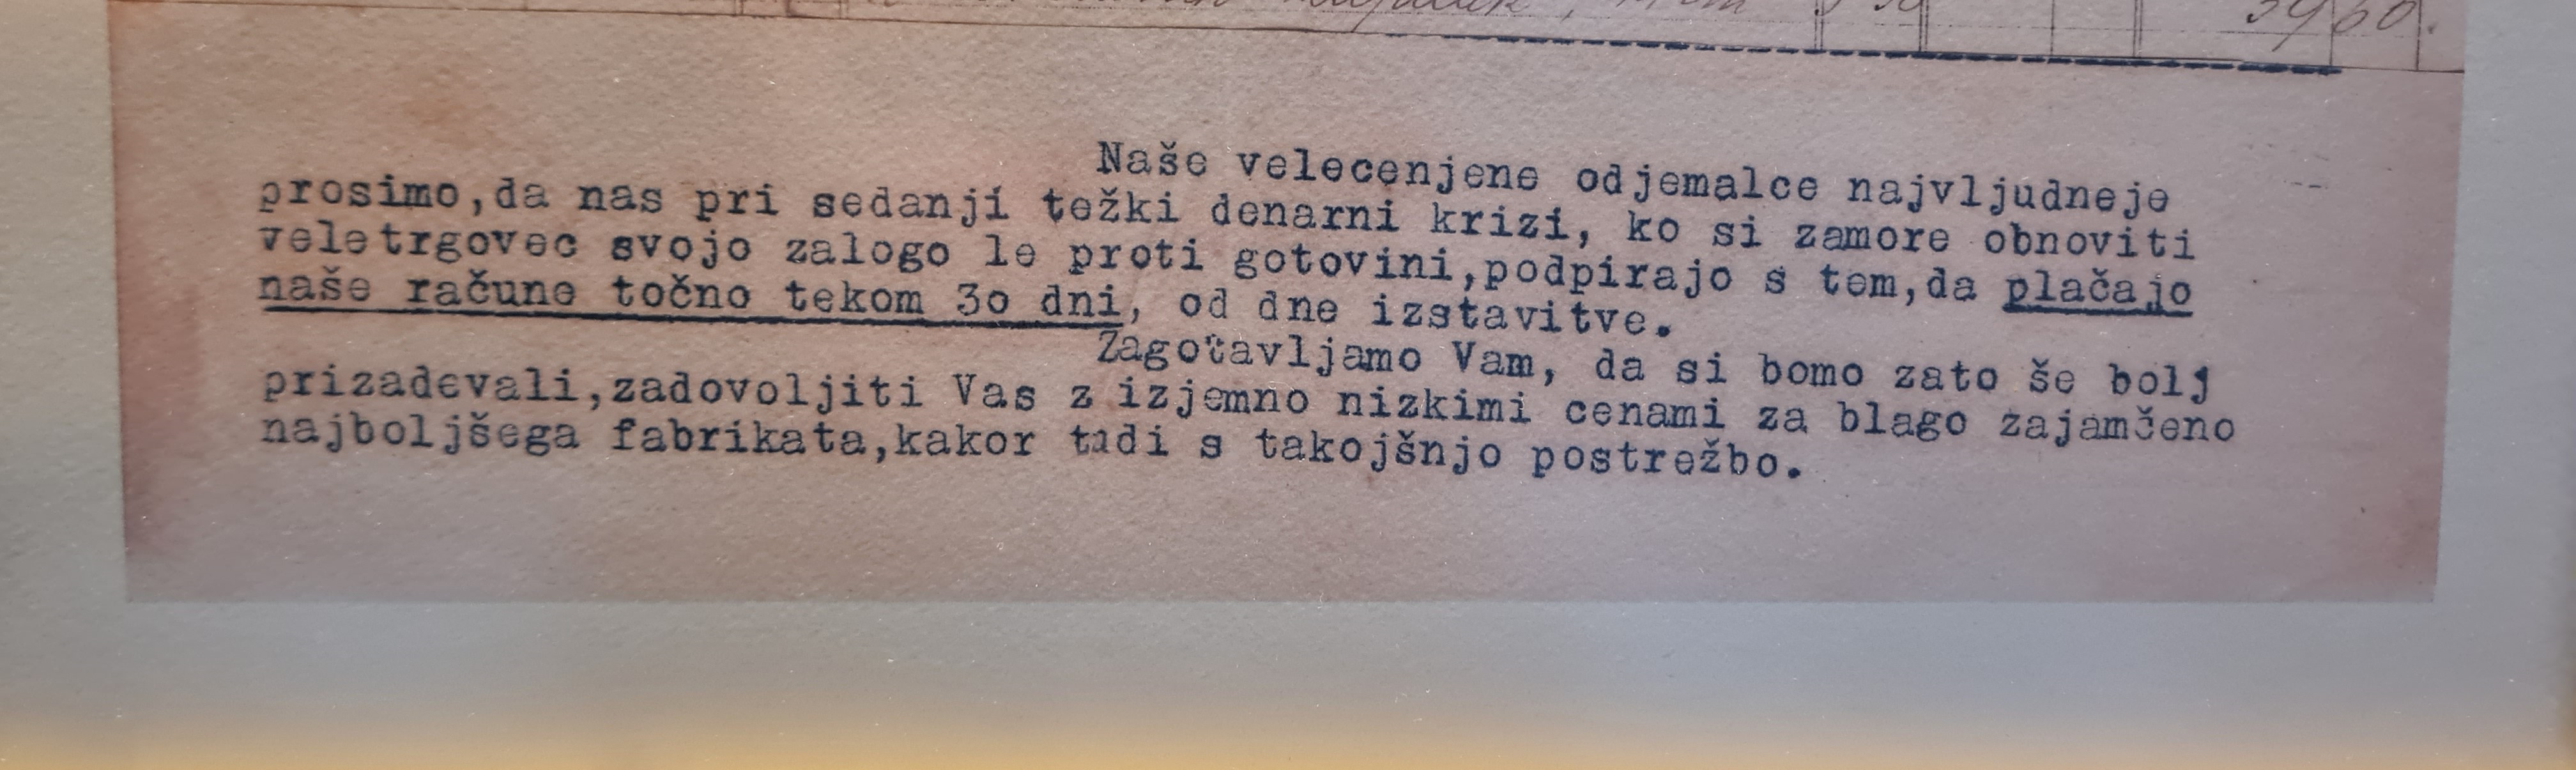 3960.
Naše velecenjene odjemalce najvljudneje
prosimo,da nas pri sedanji težki denarni krizi, ko si zamore obnoviti
veletrgovec svojo zalogo le proti gotovini,podpirajo s tem,da plačajo
naše račune točno tekom 30 dni, od dne izstavitve.
Zagotavljamo Vam, da si bomo zato še bolj
prizadevali,zadovoljiti Vas z izjemno nizkimi cenami za blago zajamčeno
najboljšega fabrikata,kakor tudi s takojšnjo postrežbo.